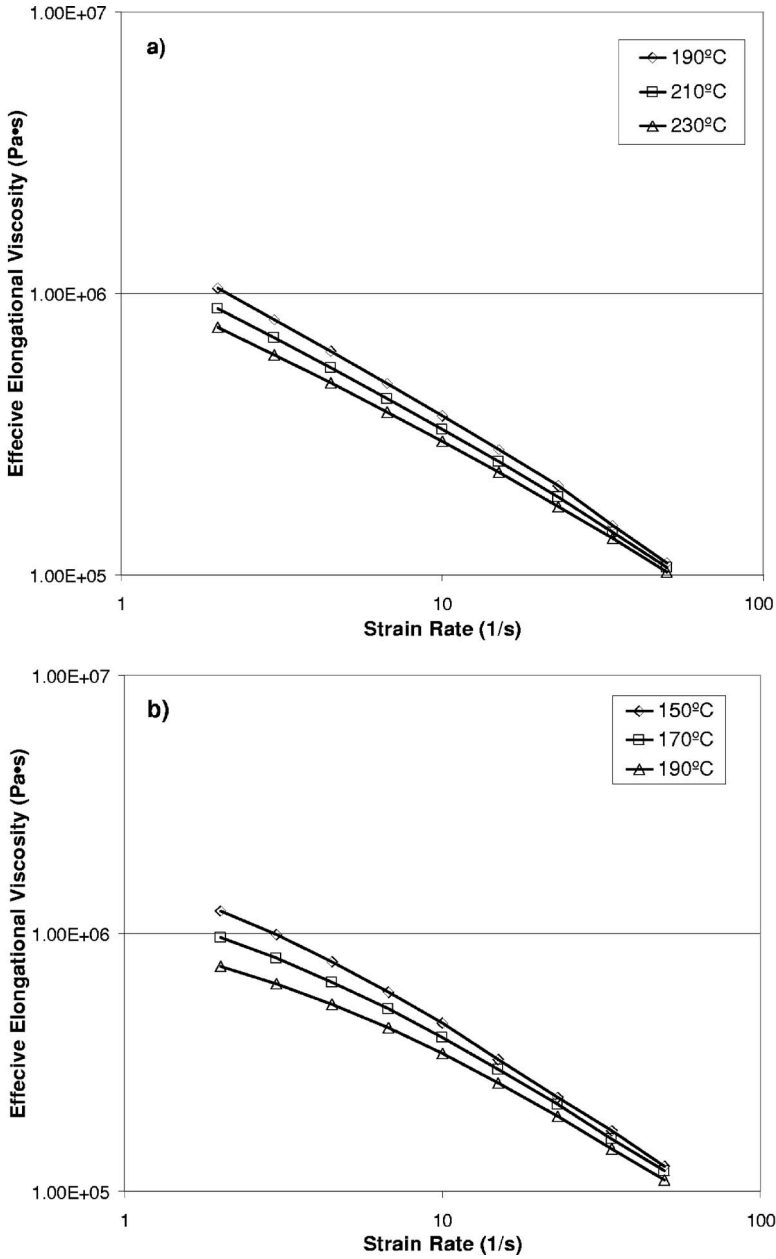 1.00E+07
a)
190ºC
210ºC
230ºC
Effecive Elongational Viscosity (Pa•s)
1.00E+06
1.00E+05
1
10
100
Strain Rate (1/s)
1.00E+07
b)
150ºC
170ºC
190ºC
Effecive Elongational Viscosity (Pa•s)
1.00E+06
1.00E+05
1
10
100
Strain Rate (1/s)